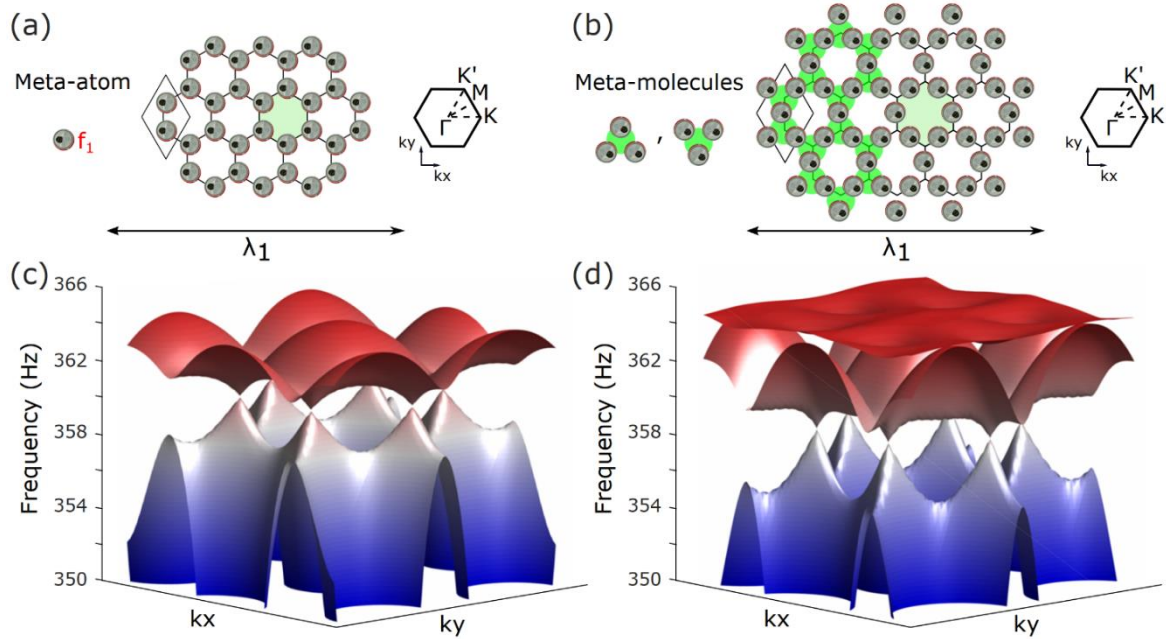 (a)
Meta-atom
f1
K'
M
K
Γ
ky
kx
λ1
(b)
Meta-molecules
,
K'
M
K
Γ
ky
kx
λ1
(c)
366
362
358
354
350
Frequency (Hz)
kx
ky
(d)
366
362
358
354
350
Frequency (Hz)
kx
ky